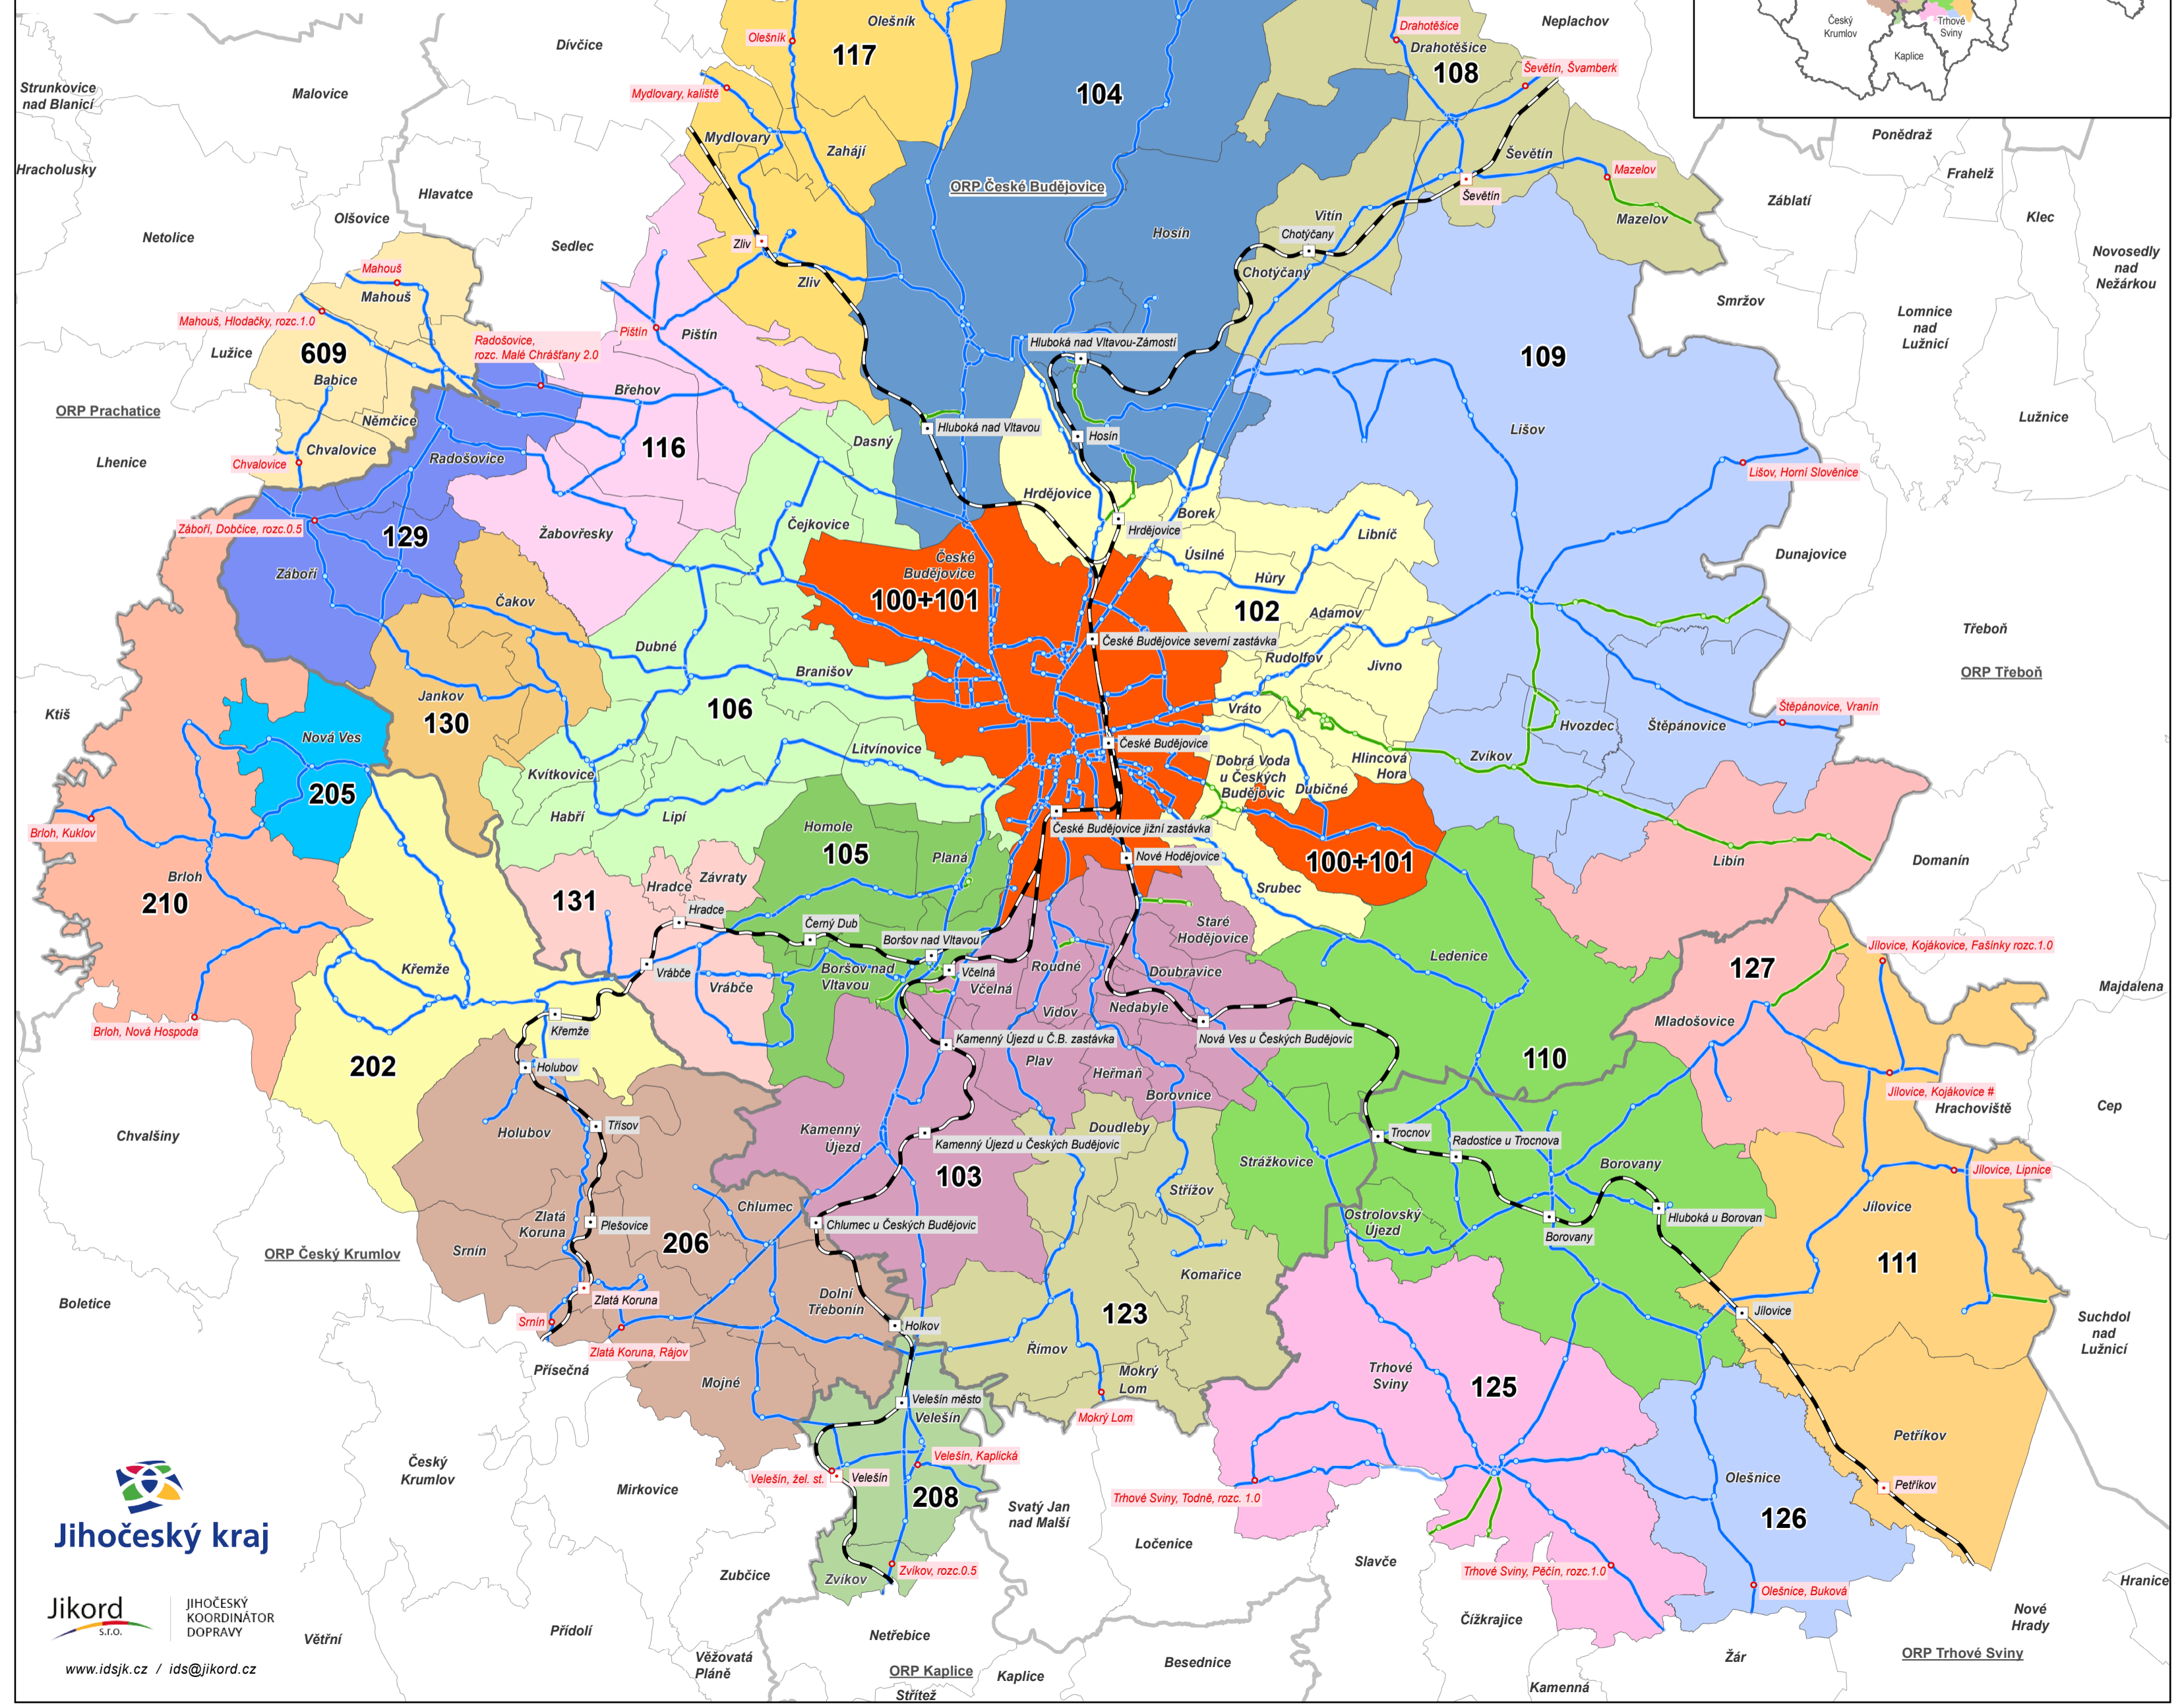 Olešník
Neplachov
Český
Krumlov
Trhové
Sviny
Kaplice
Olešník
Dívčice
117
Drahotěšice
Drahotěšice
108
Ševětín, Švamberk
Strunkovice
nad Blanicí
Malovice
Mydlovary, kaliště
104
Mydlovary
Zahájí
Ponědraž
Ševětín
Hracholusky
Hlavatce
ORP České Budějovice
Mazelov
Frahelž
Ševětín
Záblatí
Olšovice
Vitín
Mazelov
Klec
Netolice
Sedlec
Zliv
Hosín
Chotýčany
Novosedly
nad
Nežárkou
Mahouš
Zliv
Chotýčany
Mahouš
Smržov
Mahouš, Hlodačky, rozc.1.0
Pištín
Pištín
Lomnice
nad
Lužnicí
Radošovice,
rozc. Malé Chrášťany 2.0
Hluboká nad Vltavou-Zámostí
Lužice
609
109
Babice
Břehov
ORP Prachatice
Němčice
Lužnice
Hluboká nad Vltavou
Lišov
Chvalovice
116
Dasný
Hosín
Lhenice
Chvalovice
Radošovice
Lišov, Horní Slověnice
Hrdějovice
Záboří, Dobčice, rozc.0.5
129
Žabovřesky
Čejkovice
Borek
Hrdějovice
Libníč
Úsilné
Dunajovice
Záboří
České
Budějovice
Hůry
100+101
Čakov
102
Adamov
Třeboň
Dubné
České Budějovice severní zastávka
Rudolfov
Jivno
ORP Třeboň
Branišov
Jankov
Ktiš
130
106
Vráto
Štěpánovice, Vranín
Nová Ves
Hvozdec
Štěpánovice
České Budějovice
Litvínovice
Zvíkov
Kvítkovice
Dobrá Voda
u Českých
Budějovic
Hlincová
Hora
Dubičné
205
Habří
Lipí
Brloh, Kuklov
Homole
České Budějovice jižní zastávka
105
Planá
Nové Hodějovice
100+101
Libín
Domanín
Brloh
210
131
Hradce
Závraty
Srubec
Hradce
Černý Dub
Staré
Hodějovice
Boršov nad Vltavou
Jílovice, Kojákovice, Fašínky rozc.1.0
Ledenice
127
Křemže
Vrábče
Vrábče
Boršov nad
Vltavou
Včelná
Včelná
Roudné
Doubravice
Majdalena
Nedabyle
Vidov
Mladošovice
Brloh, Nová Hospoda
Křemže
Kamenný Újezd u Č.B. zastávka
Nová Ves u Českých Budějovic
110
202
Holubov
Plav
Heřmaň
Borovnice
Jílovice, Kojákovice #
Hrachoviště
Cep
Chvalšiny
Holubov
Třísov
Kamenný
Újezd
Kamenný Újezd u Českých Budějovic
Doudleby
Trocnov
Radostice u Trocnova
Strážkovice
Borovany
Jílovice, Lipnice
103
Střížov
Chlumec
Jílovice
Zlatá
Koruna
Plešovice
Chlumec u Českých Budějovic
Ostrolovský
Újezd
Hluboká u Borovan
Borovany
ORP Český Krumlov
Srnín
206
111
Komařice
Boletice
Zlatá Koruna
Dolní
Třebonín
123
Jílovice
Srnín
Holkov
Suchdol
nad
Lužnicí
Zlatá Koruna, Rájov
Římov
Přísečná
Mokrý
Lom
Trhové
Sviny
125
Mojné
Velešín město
Velešín
Mokrý Lom
Petříkov
Český
Krumlov
Velešín, Kaplická
Velešín, žel. st.
Velešín
Olešnice
Petříkov
Mirkovice
208
Trhové Sviny, Todně, rozc. 1.0
Svatý Jan
nad Malší
126
Jihočeský kraj
Ločenice
Slavče
Zubčice
Zvíkov
Zvíkov, rozc.0.5
Trhové Sviny, Pěčín, rozc.1.0
Olešnice, Buková
Hranice
Jikord
s.r.o.
JIHOČESKÝ
KOORDINÁTOR
DOPRAVY
Čížkrajice
Nové
Hrady
Větřní
Přídolí
Netřebice
ORP Trhové Sviny
Věžovatá
Pláně
Žár
Besednice
www.idsjk.cz / ids@jikord.cz
ORP Kaplice
Kaplice
Kamenná
Střítež